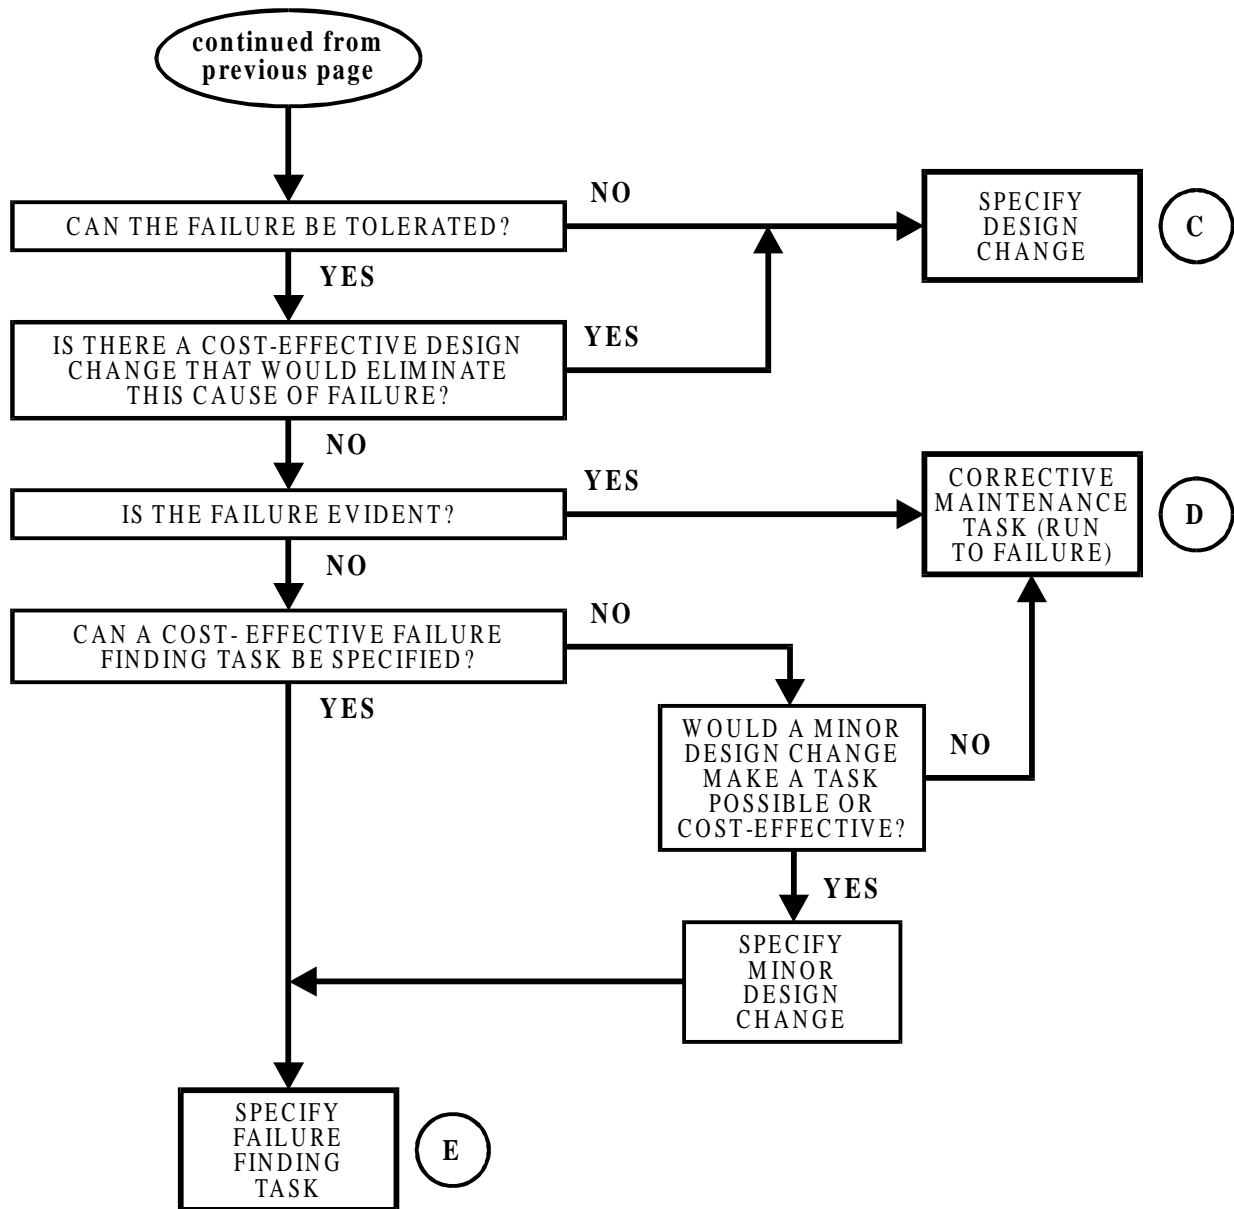 continued from
previous page
NO
CAN THE FAILURE BE TOLERATED?
SPECIFY
DESIGN
CHANGE
C
YES
IS THERE A COST-EFFECTIVE DESIGN
CHANGE THAT WOULD ELIMINATE
THIS CAUSE OF FAILURE?
YES
NO
IS THE FAILURE EVIDENT?
YES
CORRECTIVE
MAINTENANCE
TASK (RUN
TO FAILURE)
D
NO
CAN A COST- EFFECTIVE FAILURE
FINDING TASK BE SPECIFIED?
NO
YES
WOULD A MINOR
DESIGN CHANGE
MAKE A TASK
POSSIBLE OR
COST-EFFECTIVE?
NO
YES
SPECIFY
MINOR
DESIGN
CHANGE
SPECIFY
FAILURE
FINDING
TASK
E